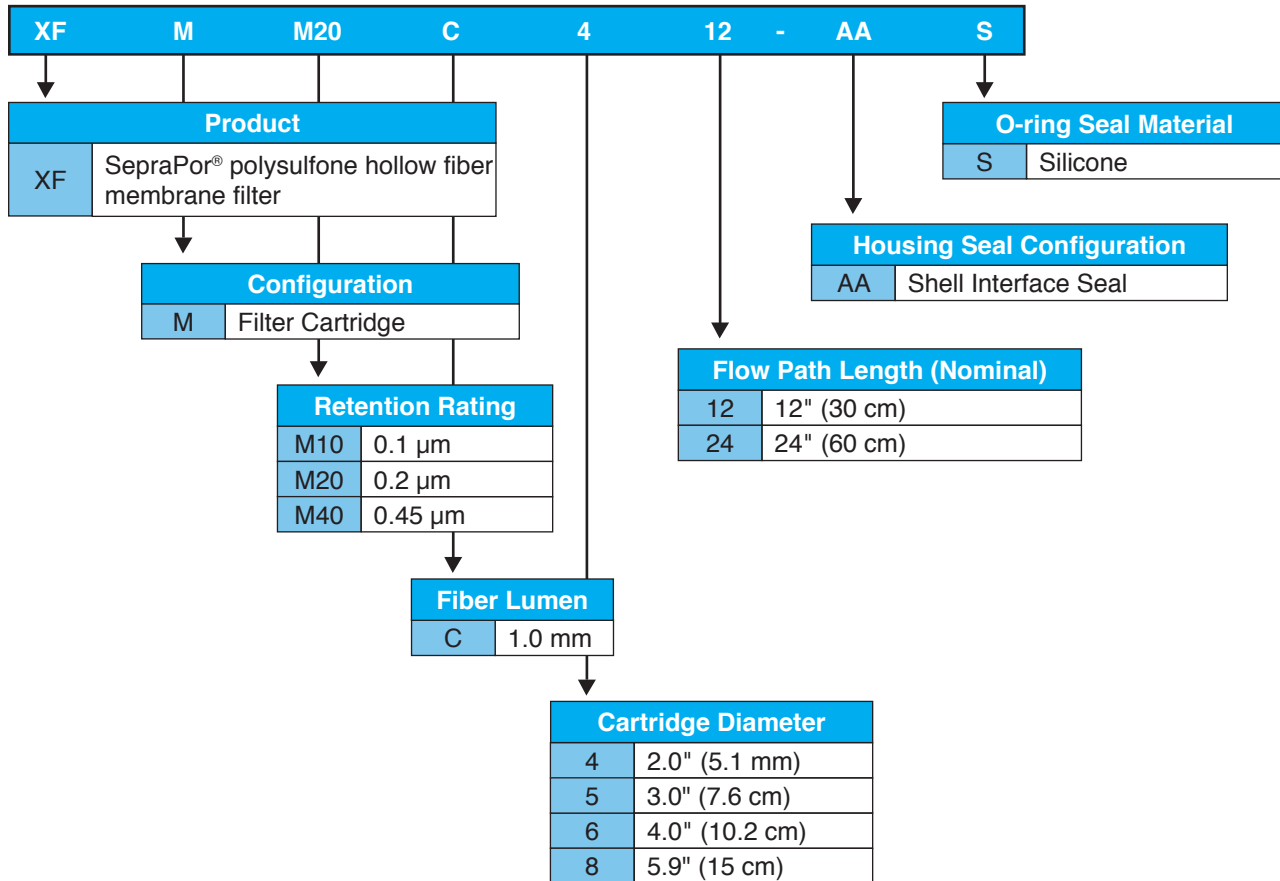 XF M M20 C 4 12 - AA S
Product
XF SepraPor® polysulfone hollow fiber
membrane filter
O-ring Seal Material
S Silicone
Housing Seal Configuration
AA Shell Interface Seal
Configuration
M Filter Cartridge
Flow Path Length (Nominal)
12 12" (30 cm)
24 24" (60 cm)
Retention Rating
M10 0.1 µm
M20 0.2 µm
M40 0.45 µm
Fiber Lumen
C 1.0 mm
Cartridge Diameter
4 2.0" (5.1 mm)
5 3.0" (7.6 cm)
6 4.0" (10.2 cm)
8 5.9" (15 cm)